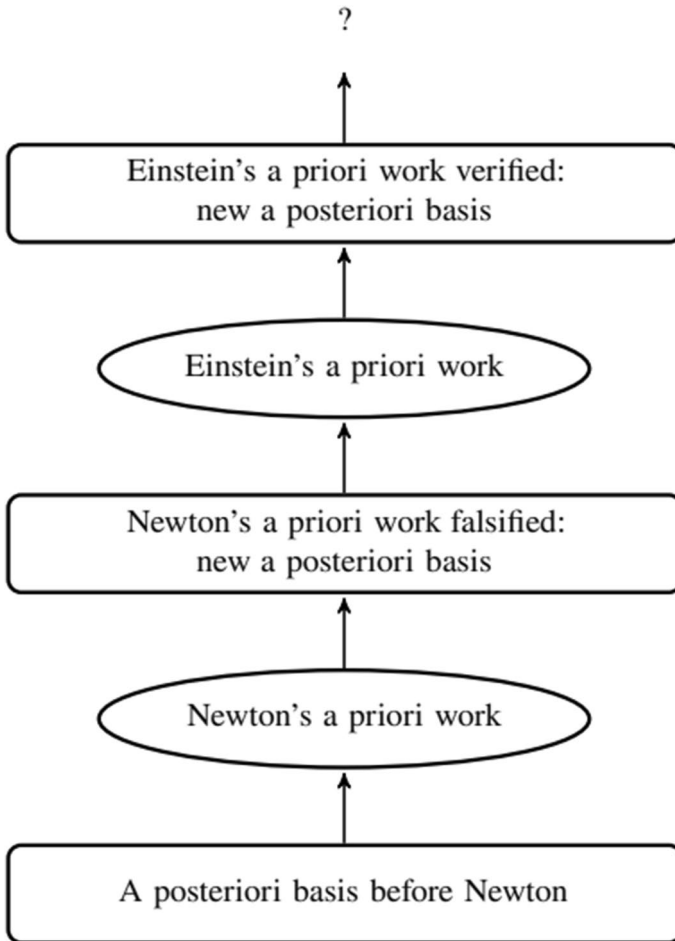 ?
Einstein's a priori work verified:
new a posteriori basis
Einstein's a priori work
Newton's a priori work falsified:
new a posteriori basis
Newton's a priori work
A posteriori basis before Newton